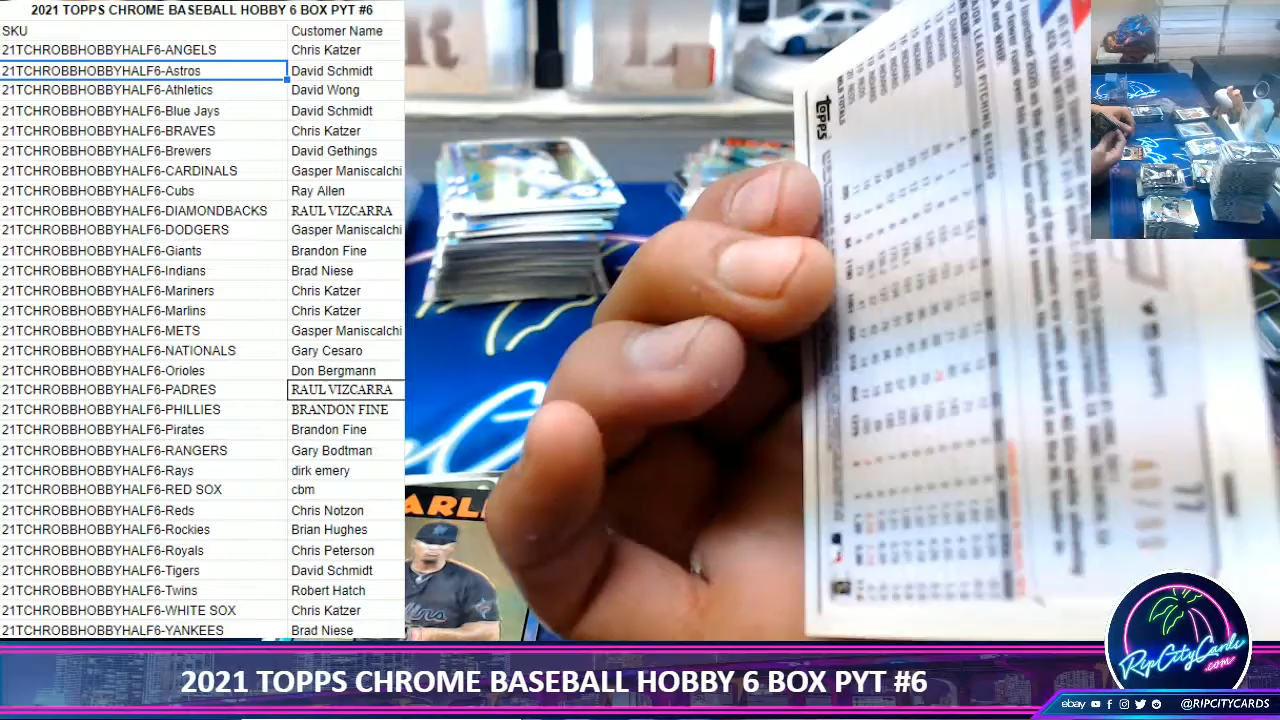 2021 TOPPS CHROME BASEBALL HOBBY 6 BOX PYT #6
SKU Customer Name
21TCHROBBHOBBYHALF6-ANGELS Chris Katzer
21TCHROBBHOBBYHALF6-Astros David Schmidt
21TCHROBBHOBBYHALF6-Athletics David Wong
21TCHROBBHOBBYHALF6-Blue Jays David Schmidt
21TCHROBBHOBBYHALF6-BRAVES Chris Katzer
21TCHROBBHOBBYHALF6-Brewers David Gethings
21TCHROBBHOBBYHALF6-CARDINALS Gasper Maniscalchi
21TCHROBBHOBBYHALF6-Cubs Ray Allen
21TCHROBBHOBBYHALF6-DIAMONDBACKS RAUL VIZCARRA
21TCHROBBHOBBYHALF6-DODGERS Gasper Maniscalchi
21TCHROBBHOBBYHALF6-Giants Brandon Fine
21TCHROBBHOBBYHALF6-Indians Brad Niese
21TCHROBBHOBBYHALF6-Mariners Chris Katzer
21TCHROBBHOBBYHALF6-Marlins Chris Katzer
21TCHROBBHOBBYHALF6-METS Gasper Maniscalchi
21TCHROBBHOBBYHALF6-NATIONALS Gary Cesaro
21TCHROBBHOBBYHALF6-Orioles Don Bergmann
21TCHROBBHOBBYHALF6-PADRES RAUL VIZCARRA
21TCHROBBHOBBYHALF6-PHILLIES BRANDON FINE
21TCHROBBHOBBYHALF6-Pirates Brandon Fine
21TCHROBBHOBBYHALF6-RANGERS Gary Bodtman
21TCHROBBHOBBYHALF6-Rays dirk emery
21TCHROBBHOBBYHALF6-RED SOX cbm
21TCHROBBHOBBYHALF6-Reds Chris Notzon
21TCHROBBHOBBYHALF6-Rockies Brian Hughes
21TCHROBBHOBBYHALF6-Royals Chris Peterson
21TCHROBBHOBBYHALF6-Tigers David Schmidt
21TCHROBBHOBBYHALF6-Twins Robert Hatch
21TCHROBBHOBBYHALF6-WHITE SOX Chris Katzer
21TCHROBBHOBBYHALF6-YANKEES Brad Niese
TOPPS
MAJOR LEAGUE PITCHING RECORD
77
ARL
2021 TOPPS CHROME BASEBALL HOBBY 6 BOX PYT #6
RipCityCards
.com
ebay @RIPCITYCARDS